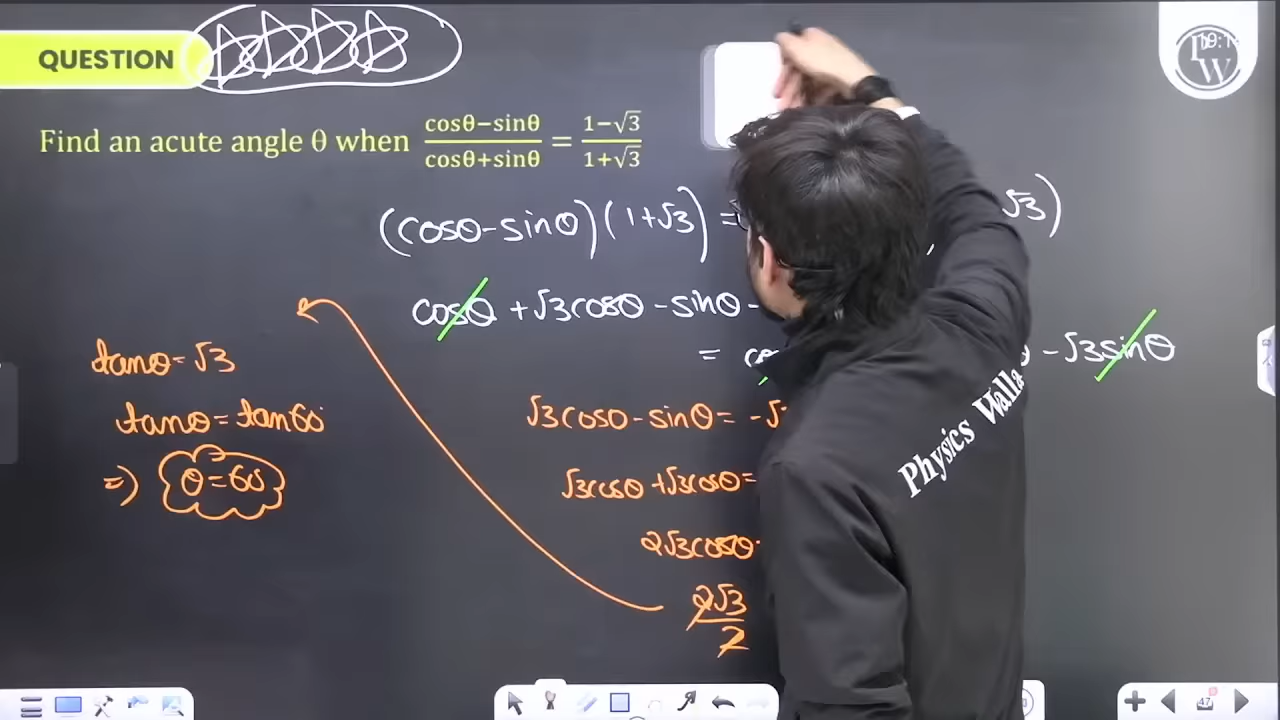 QUESTION
Find an acute angle θ when (cosθ−sinθ)/(cosθ+sinθ) = (1−√3)/(1+√3)
(cosθ-sinθ)(1+√3) = √3)
cosθ + √3cosθ - sinθ -
= - √3sinθ
√3cosθ - sinθ = -
√3cosθ + √3cosθ =
2√3cosθ
2√3/2
tanθ = √3
tanθ = tan60°
=) θ = 60°
Physics Walla
W
47